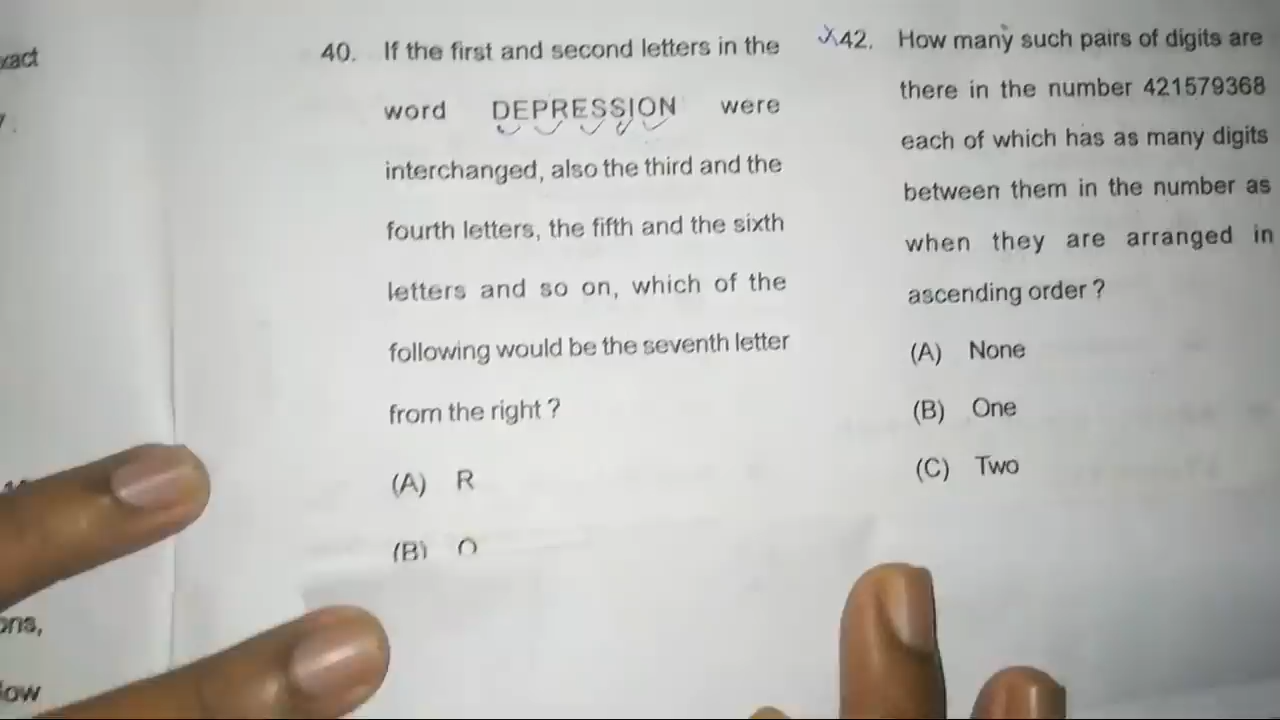 40. If the first and second letters in the
word DEPRESSION were
interchanged, also the third and the
fourth letters, the fifth and the sixth
letters and so on, which of the
following would be the seventh letter
from the right ?
(A) R
(B) O
42. How many such pairs of digits are
there in the number 421579368
each of which has as many digits
between them in the number as
when they are arranged in
ascending order ?
(A) None
(B) One
(C) Two